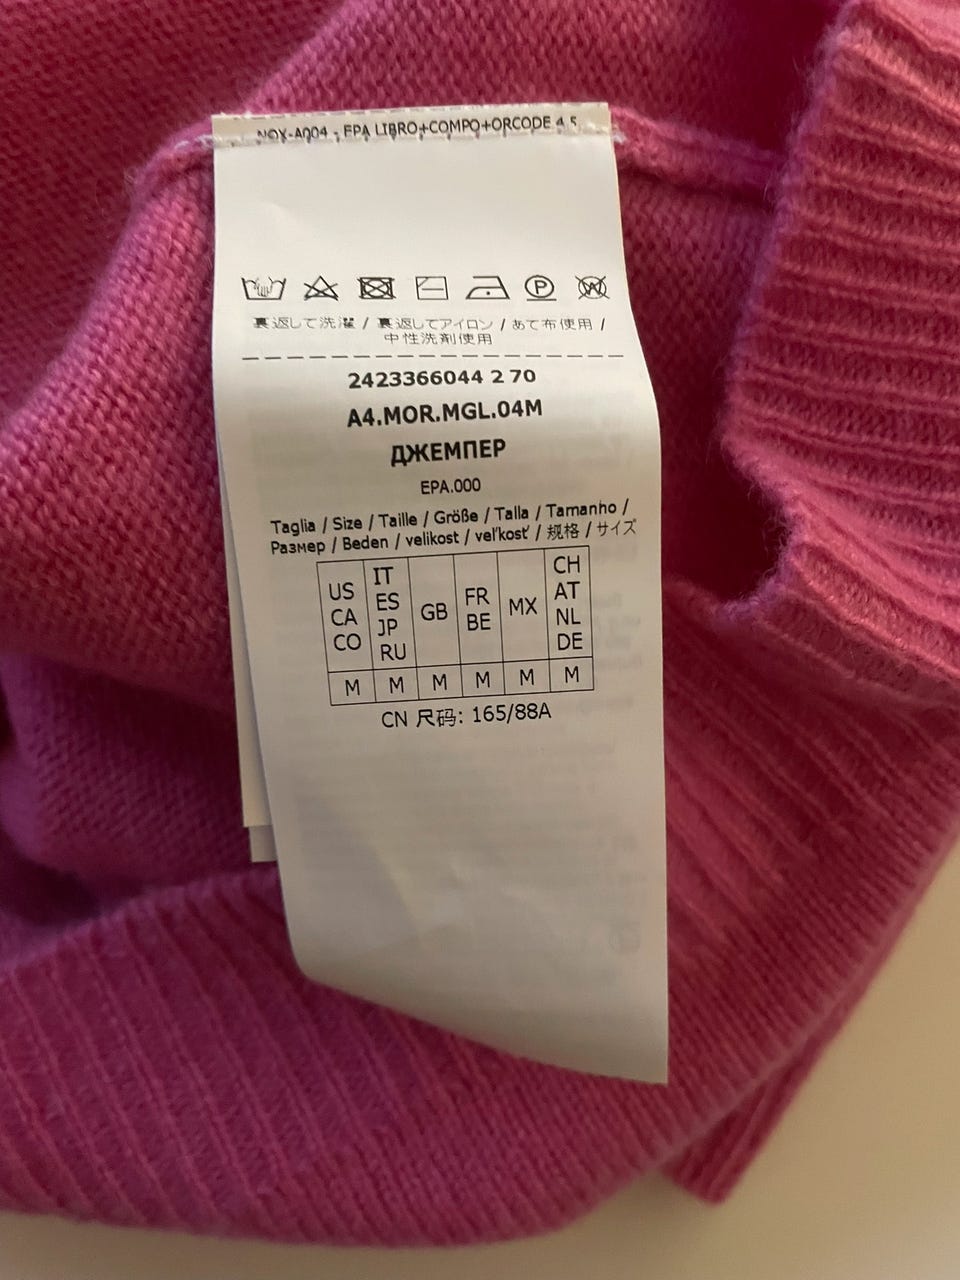 NOX-A004 - EPA LIBRO+COMPO+QRCODE 4.5
裏返して洗濯 / 裏返してアイロン / あて布使用 /
中性洗剤使用
2423366044 2 70
A4.MOR.MGL.04M
ДЖЕМПЕР
EPA.000
Taglia / Size / Taille / Größe / Talla / Tamanho /
Размер / Beden / velikost / veľkosť / 规格 / サイズ
US CA CO
IT ES JP RU
GB
FR BE
MX
CH AT NL DE
M M M M M M
CN 尺码: 165/88A